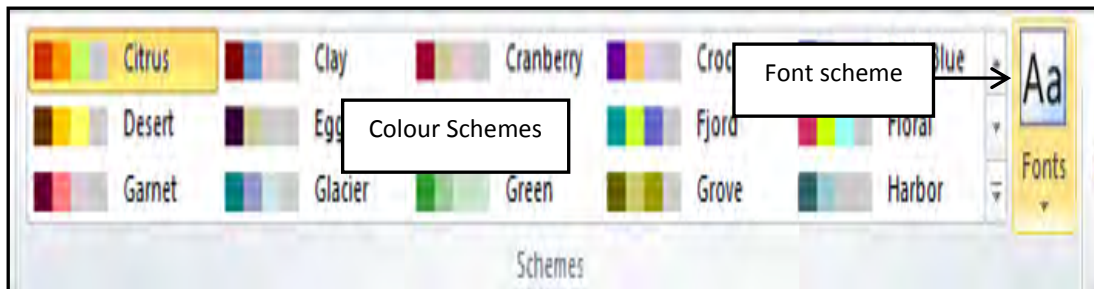 Citrus Clay Cranberry Croc Blue
Font scheme
Aa
Desert Egg Fjord Floral
Colour Schemes
Fonts
Garnet Glacier Green Grove Harbor
Schemes